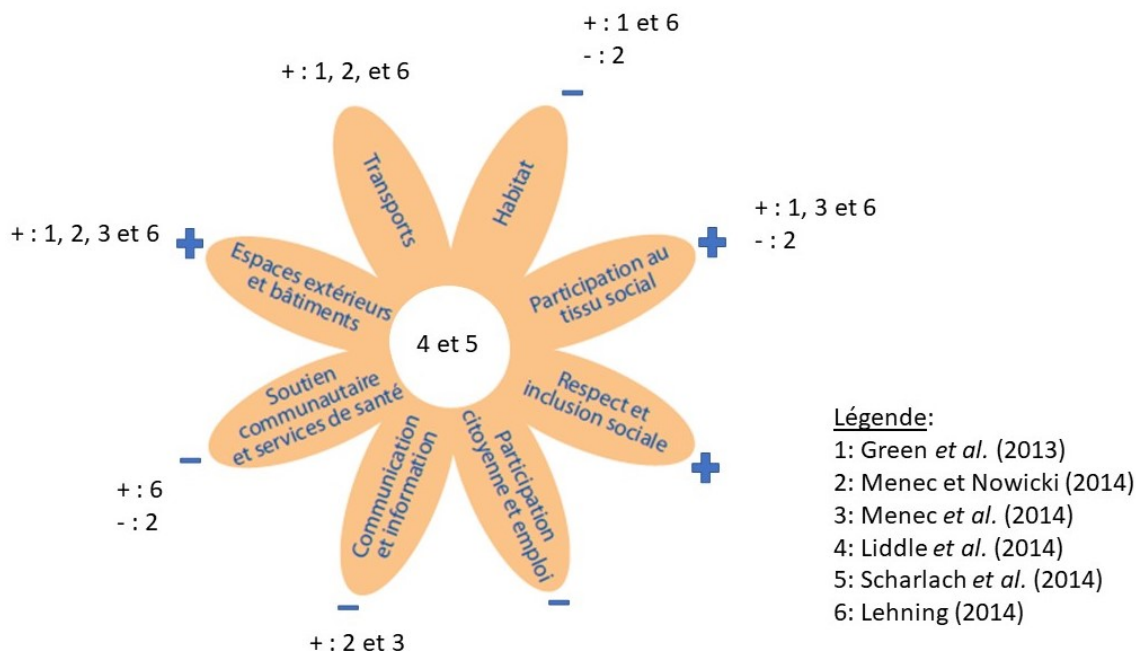 + : 1 et 6
- : 2
+ : 1, 2, et 6
Transports
Habitat
+ : 1, 2, 3 et 6
+ : 1, 3 et 6
- : 2
Espaces extérieurs
et bâtiments
Participation au
tissu social
4 et 5
Soutien
communautaire
et services de santé
Respect et
inclusion sociale
Communication
et information
Participation
citoyenne et emploi
+ : 6
- : 2
+ : 2 et 3
Légende:
1: Green et al. (2013)
2: Menec et Nowicki (2014)
3: Menec et al. (2014)
4: Liddle et al. (2014)
5: Scharlach et al. (2014)
6: Lehning (2014)